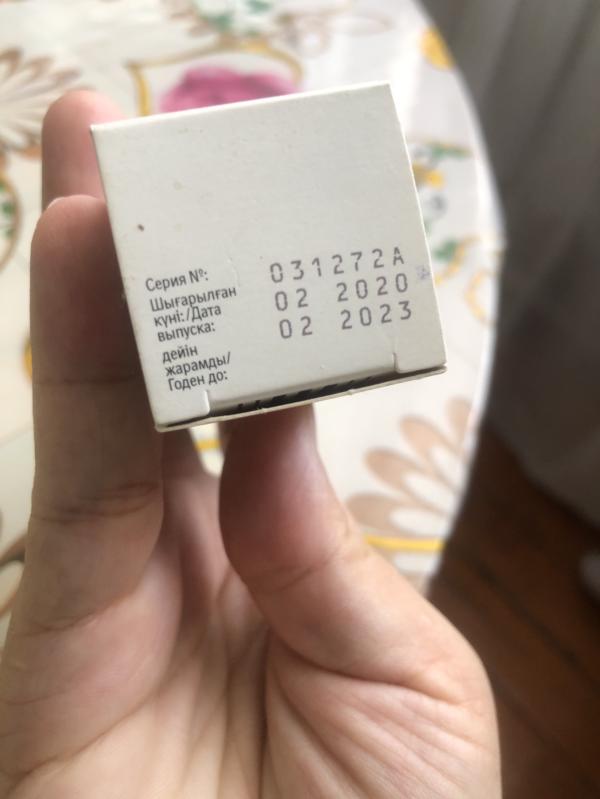 Серия №: 031272A
Шығарылған
күні:/Дата 02 2020
выпуска:
дейін 02 2023
жарамды/
Годен до: